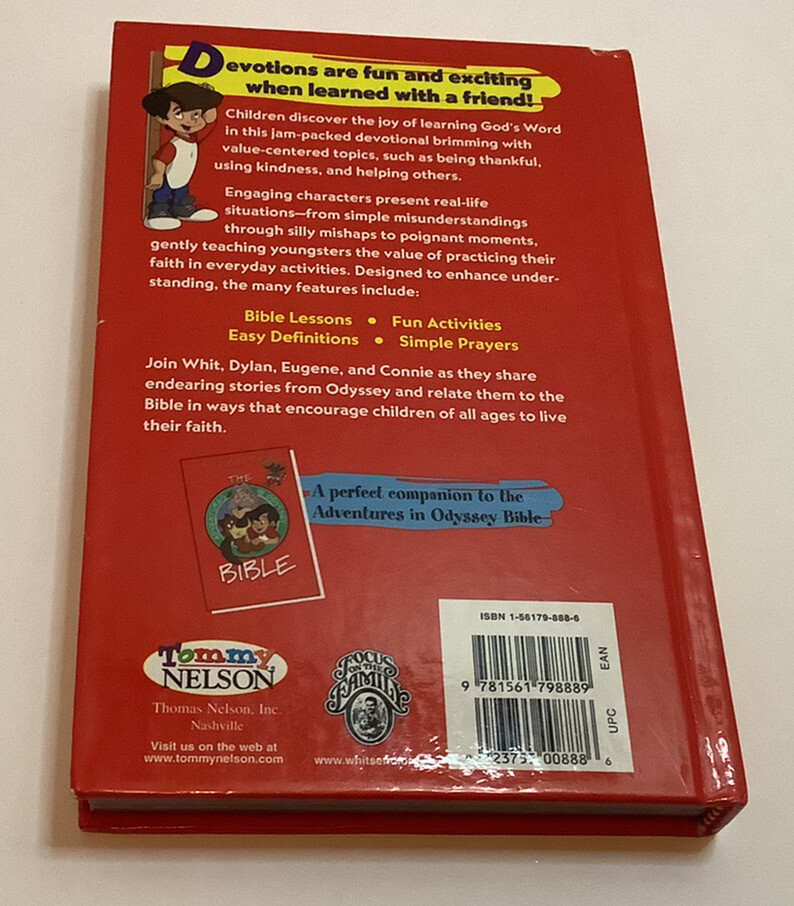 Devotions are fun and exciting
when learned with a friend!
Children discover the joy of learning God's Word
in this jam-packed devotional brimming with
value-centered topics, such as being thankful,
using kindness, and helping others.
Engaging characters present real-life
situations—from simple misunderstandings
through silly mishaps to poignant moments,
gently teaching youngsters the value of practicing their
faith in everyday activities. Designed to enhance under-
standing, the many features include:
Bible Lessons • Fun Activities
Easy Definitions • Simple Prayers
Join Whit, Dylan, Eugene, and Connie as they share
endearing stories from Odyssey and relate them to the
Bible in ways that encourage children of all ages to live
their faith.
THE
BIBLE
A perfect companion to the
Adventures in Odyssey Bible
ISBN 1-56179-888-6
EAN
9 781561 798889
UPC
00888 6
Tommy
NELSON
Thomas Nelson, Inc.
Nashville
Visit us on the web at
www.tommynelson.com
FOCUS
ON THE
FAMILY